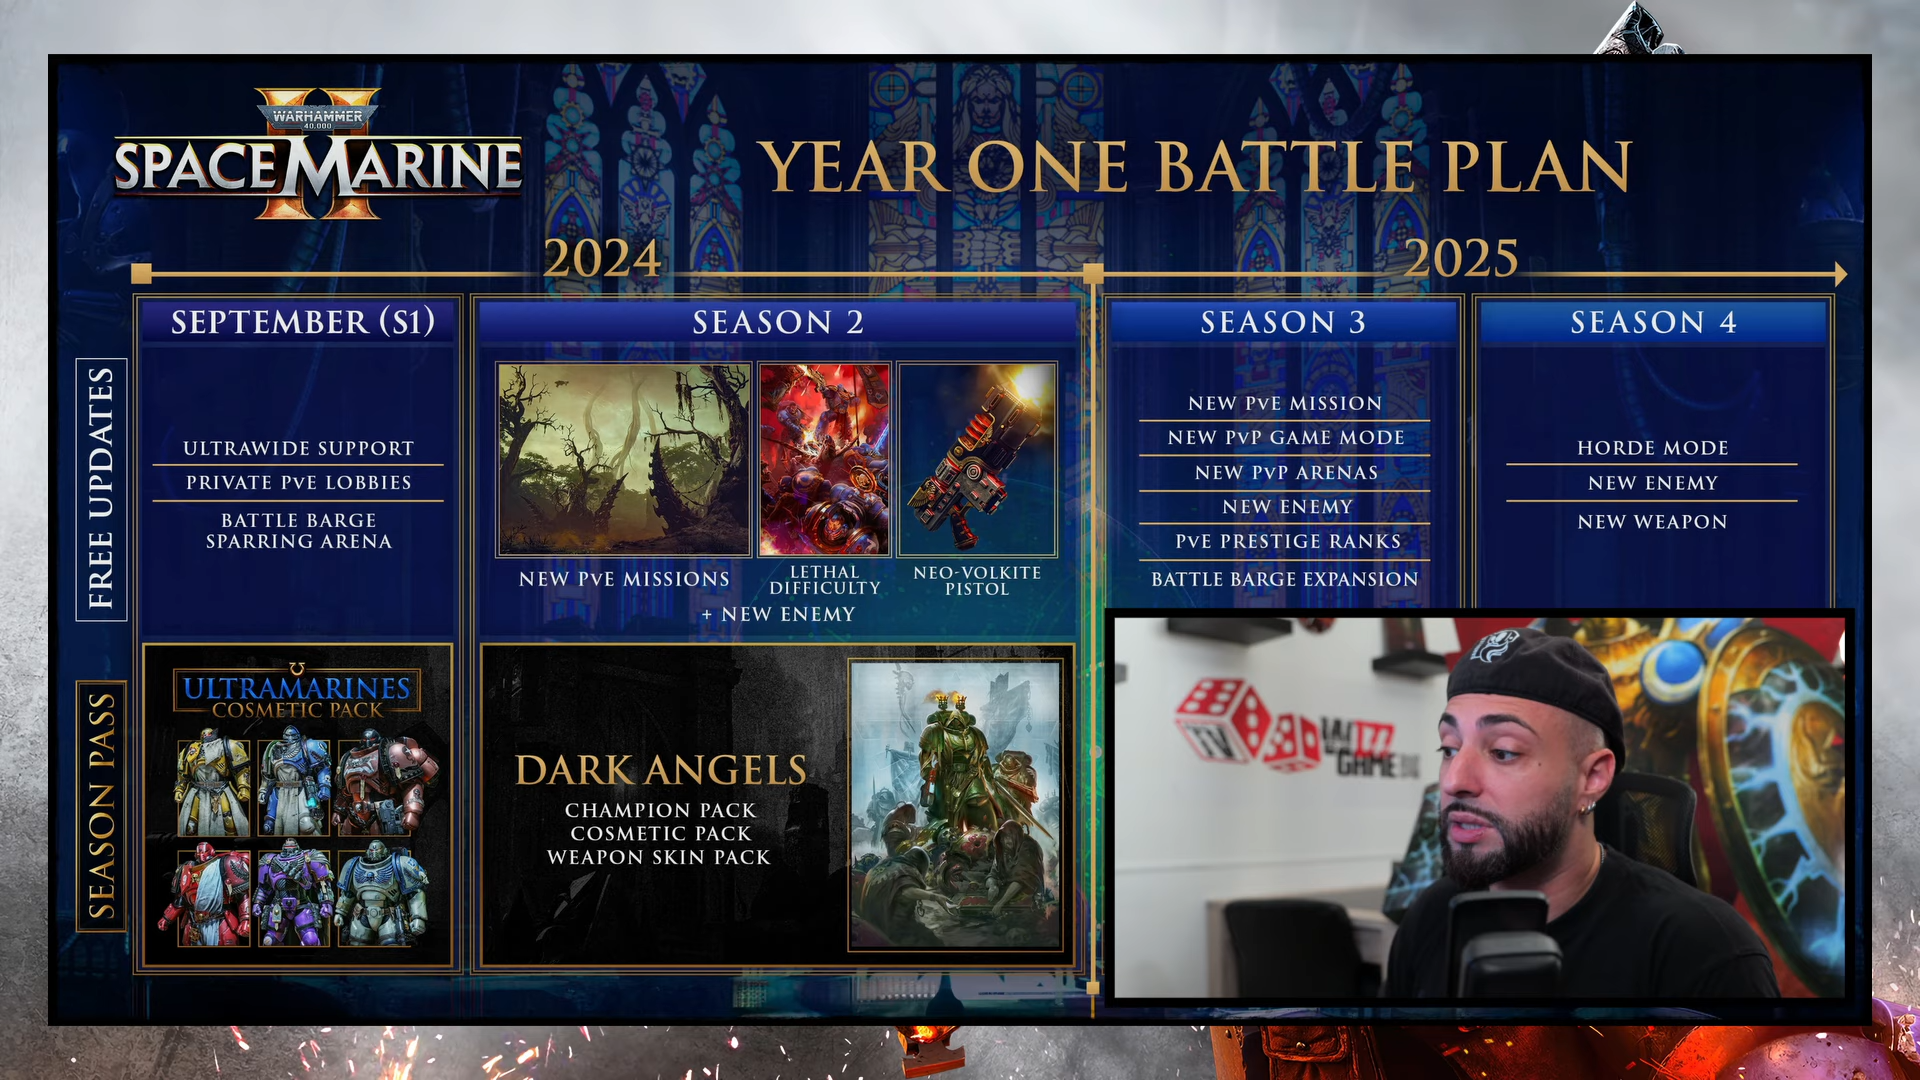 WARHAMMER
40,000
SPACE MARINE
II
YEAR ONE BATTLE PLAN
2024
2025
SEPTEMBER (S1)
SEASON 2
SEASON 3
SEASON 4
FREE UPDATES
ULTRAWIDE SUPPORT
PRIVATE PvE LOBBIES
BATTLE BARGE
SPARRING ARENA
NEW PvE MISSIONS
LETHAL
DIFFICULTY
NEO-VOLKITE
PISTOL
+ NEW ENEMY
NEW PvE MISSION
NEW PvP GAME MODE
NEW PvP ARENAS
NEW ENEMY
PvE PRESTIGE RANKS
BATTLE BARGE EXPANSION
HORDE MODE
NEW ENEMY
NEW WEAPON
SEASON PASS
ULTRAMARINES
COSMETIC PACK
DARK ANGELS
CHAMPION PACK
COSMETIC PACK
WEAPON SKIN PACK
TV